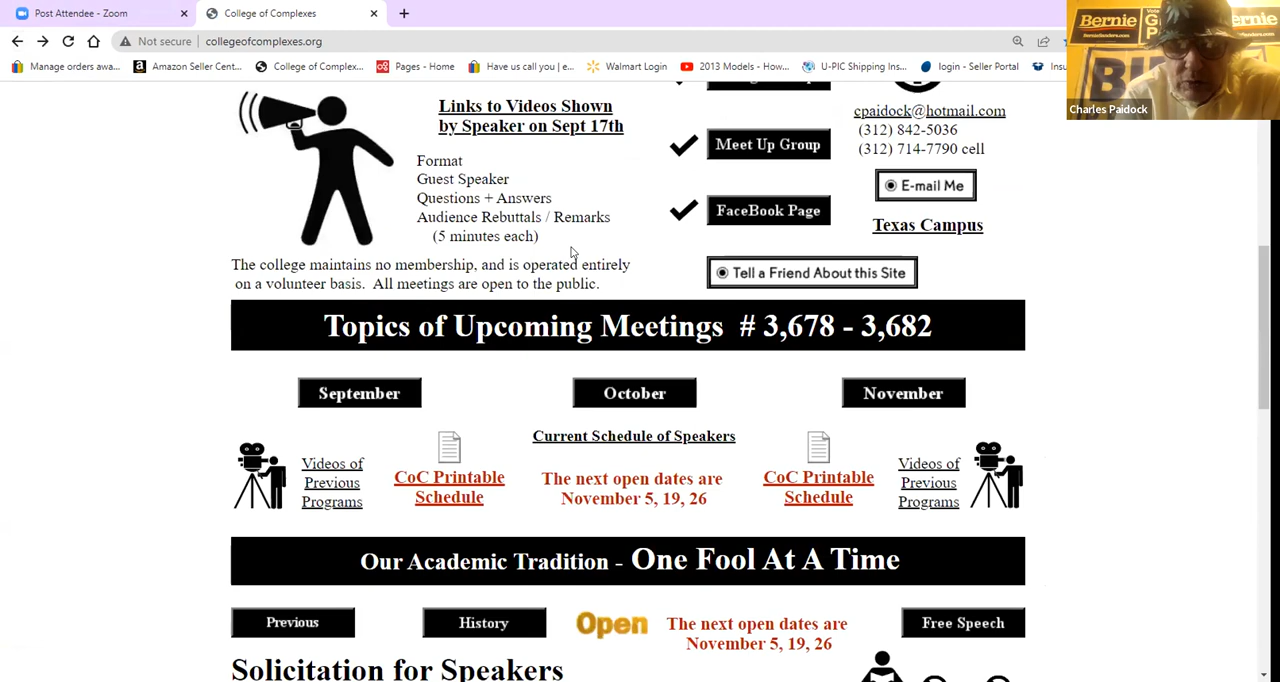 Post Attendee - Zoom
College of Complexes
Not secure
collegeofcomplexes.org
Manage orders awa...
Amazon Seller Cent...
College of Complex...
Pages - Home
Have us call you | e...
Walmart Login
2013 Models - How...
U-PIC Shipping Ins...
login - Seller Portal
Insu
Bernie
Berniesanders.com
Vote
ernie
Charles Paidock
Links to Videos Shown
by Speaker on Sept 17th
Format
Guest Speaker
Questions + Answers
Audience Rebuttals / Remarks
(5 minutes each)
The college maintains no membership, and is operated entirely
on a volunteer basis. All meetings are open to the public.
Meet Up Group
FaceBook Page
cpaidock@hotmail.com
(312) 842-5036
(312) 714-7790 cell
E-mail Me
Texas Campus
Tell a Friend About this Site
Topics of Upcoming Meetings # 3,678 - 3,682
September
October
November
Videos of
Previous
Programs
CoC Printable
Schedule
Current Schedule of Speakers
The next open dates are
November 5, 19, 26
CoC Printable
Schedule
Videos of
Previous
Programs
Our Academic Tradition - One Fool At A Time
Previous
History
Open
The next open dates are
November 5, 19, 26
Free Speech
Solicitation for Speakers